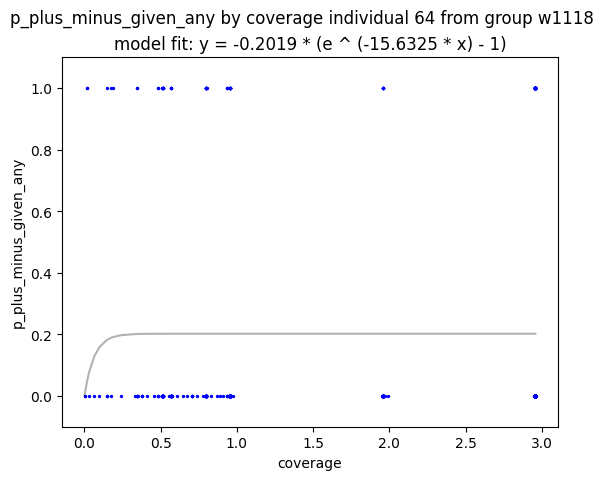 p_plus_minus_given_any by coverage individual 64 from group w1118
model fit: y = -0.2019 * (e ^ (-15.6325 * x) - 1)
1.0
0.8
0.6
0.4
0.2
0.0
p_plus_minus_given_any
0.0 0.5 1.0 1.5 2.0 2.5 3.0
coverage